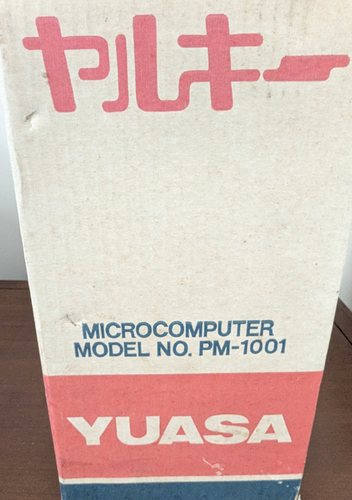 ヤルキー
MICROCOMPUTER
MODEL NO. PM-1001
YUASA